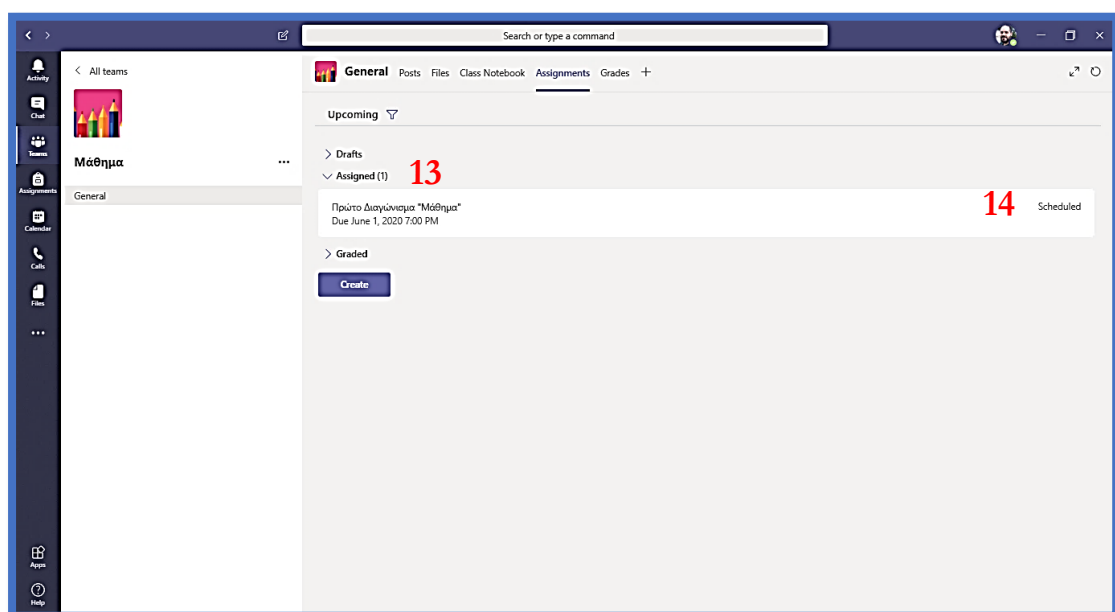 Search or type a command
Activity
Chat
Teams
Assignments
Calendar
Calls
Files
Apps
Help
All teams
Μάθημα
General
General Posts Files Class Notebook Assignments Grades
Upcoming
Drafts
Assigned (1) 13
Πρώτο Διαγώνισμα "Μάθημα"
Due June 1, 2020 7:00 PM
14 Scheduled
Graded
Create